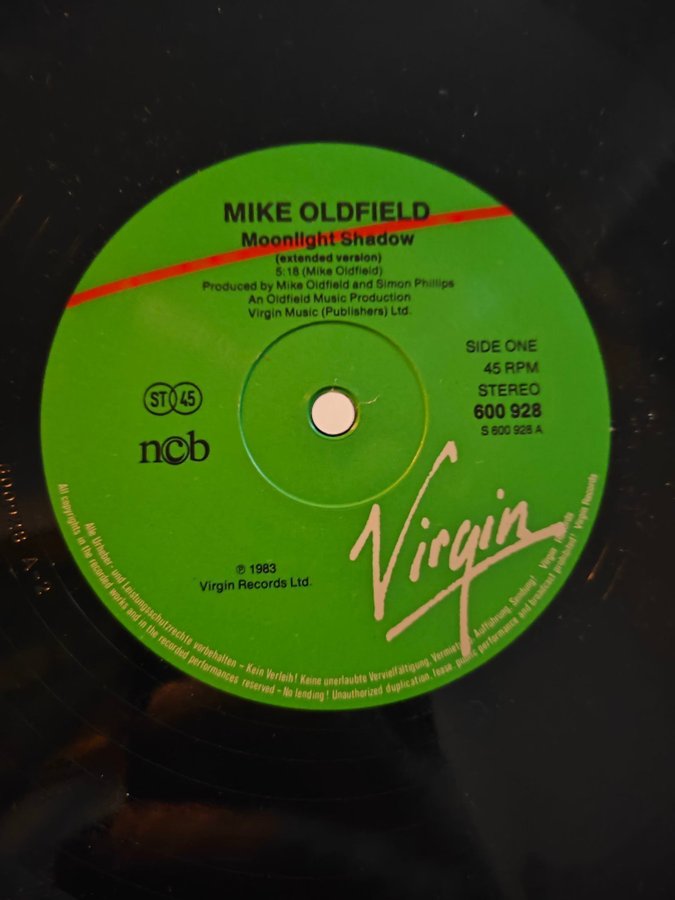 MIKE OLDFIELD
Moonlight Shadow
(extended version)
5:18 (Mike Oldfield)
Produced by Mike Oldfield and Simon Phillips
An Oldfield Music Production
Virgin Music (Publishers) Ltd.
SIDE ONE
45 RPM
STEREO
600 928
S 600 928 A
ST 45
n©b
Virgin
℗ 1983
Virgin Records Ltd.
Alle Urheber- und Leistungsschutzrechte vorbehalten – Kein Verleih! Keine unerlaubte Vervielfältigung, Vermietung, Aufführung, Sendung! Virgin Records
All copyrights in the recorded works and in the recorded performances reserved – No lending! Unauthorized duplication, lease, public performance and broadcast prohibited! Virgin Records